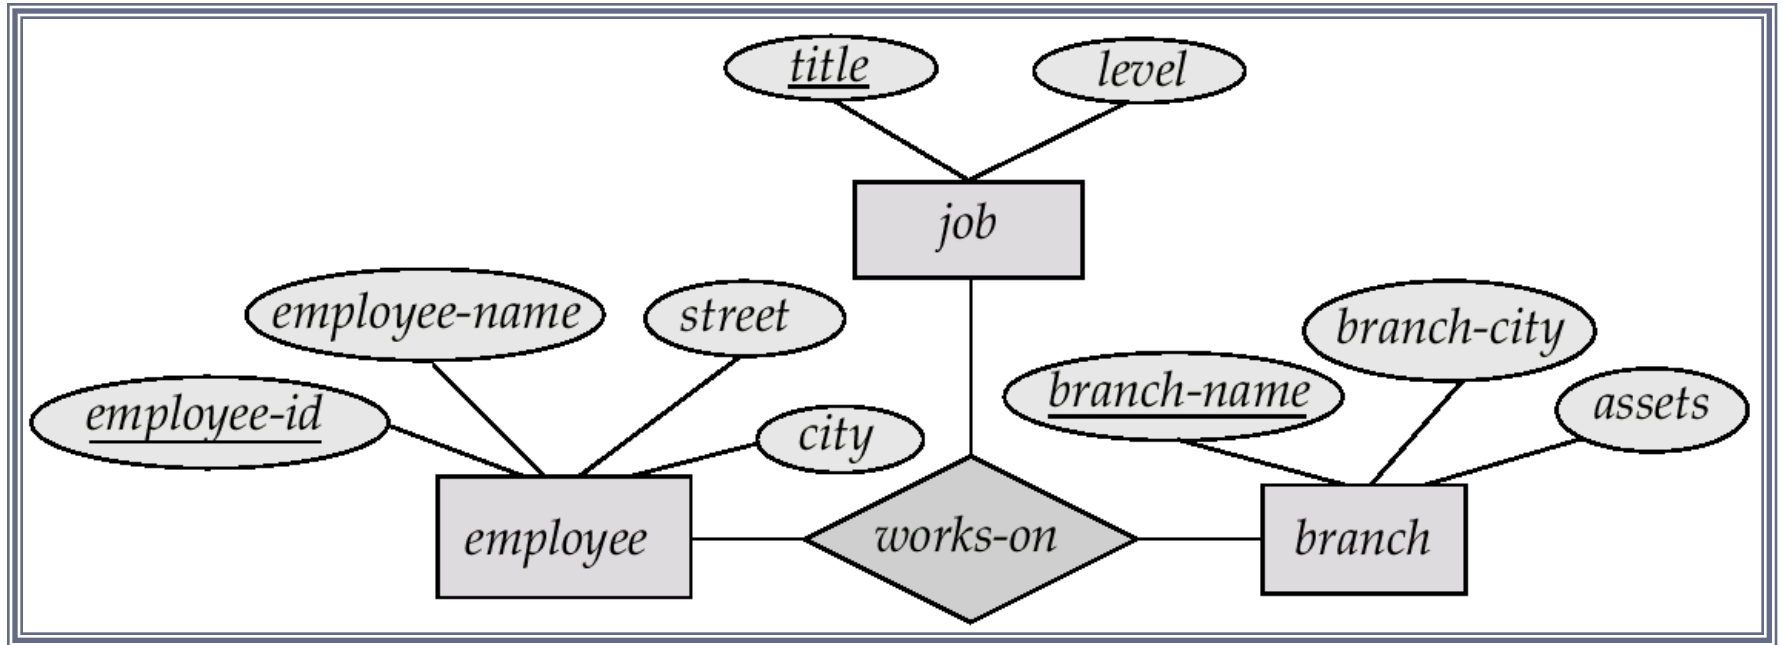 title
level
job
employee-name
street
branch-city
employee-id
city
branch-name
assets
employee
works-on
branch